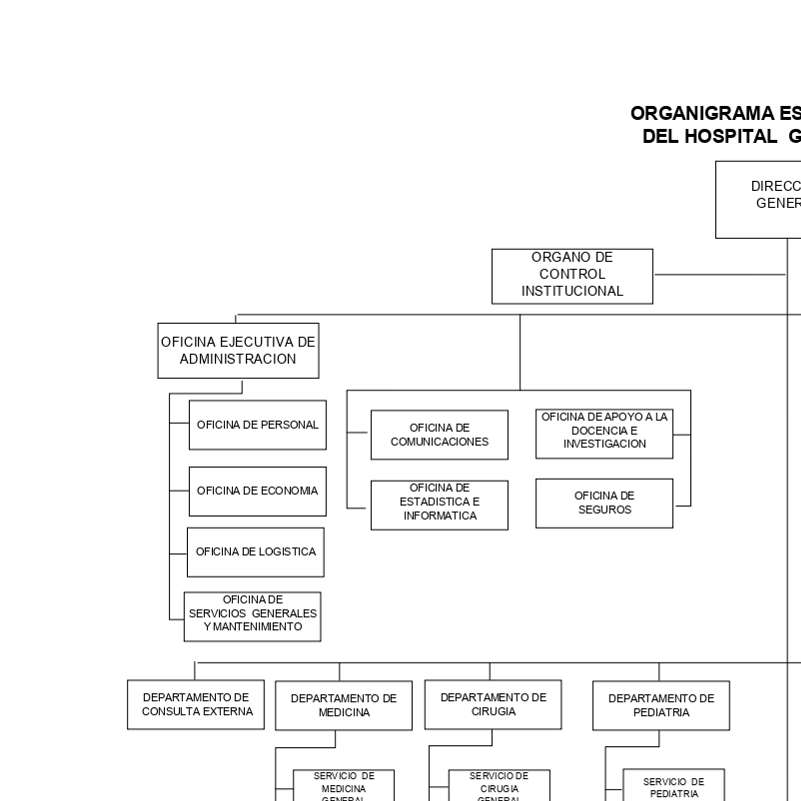 ORGANIGRAMA ES
DEL HOSPITAL G
DIRECC
GENER
ORGANO DE
CONTROL
INSTITUCIONAL
OFICINA EJECUTIVA DE
ADMINISTRACION
OFICINA DE PERSONAL
OFICINA DE
COMUNICACIONES
OFICINA DE APOYO A LA
DOCENCIA E
INVESTIGACION
OFICINA DE ECONOMIA
OFICINA DE
ESTADISTICA E
INFORMATICA
OFICINA DE
SEGUROS
OFICINA DE LOGISTICA
OFICINA DE
SERVICIOS GENERALES
Y MANTENIMIENTO
DEPARTAMENTO DE
CONSULTA EXTERNA
DEPARTAMENTO DE
MEDICINA
DEPARTAMENTO DE
CIRUGIA
DEPARTAMENTO DE
PEDIATRIA
SERVICIO DE
MEDICINA
GENERAL
SERVICIO DE
CIRUGIA
GENERAL
SERVICIO DE
PEDIATRIA